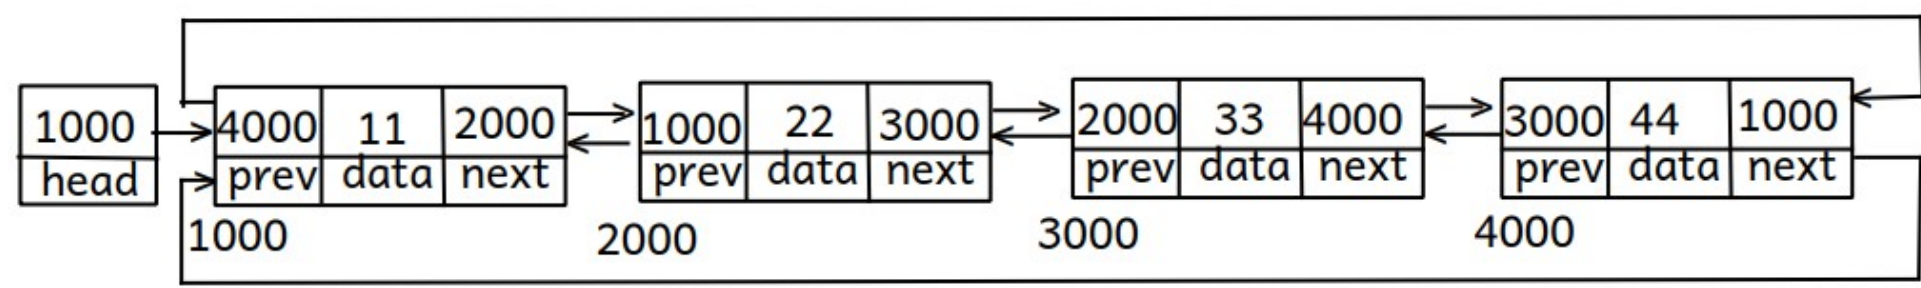 1000 4000 11 2000 1000 22 3000 2000 33 4000 3000 44 1000
head prev data next prev data next prev data next prev data next
1000 2000 3000 4000